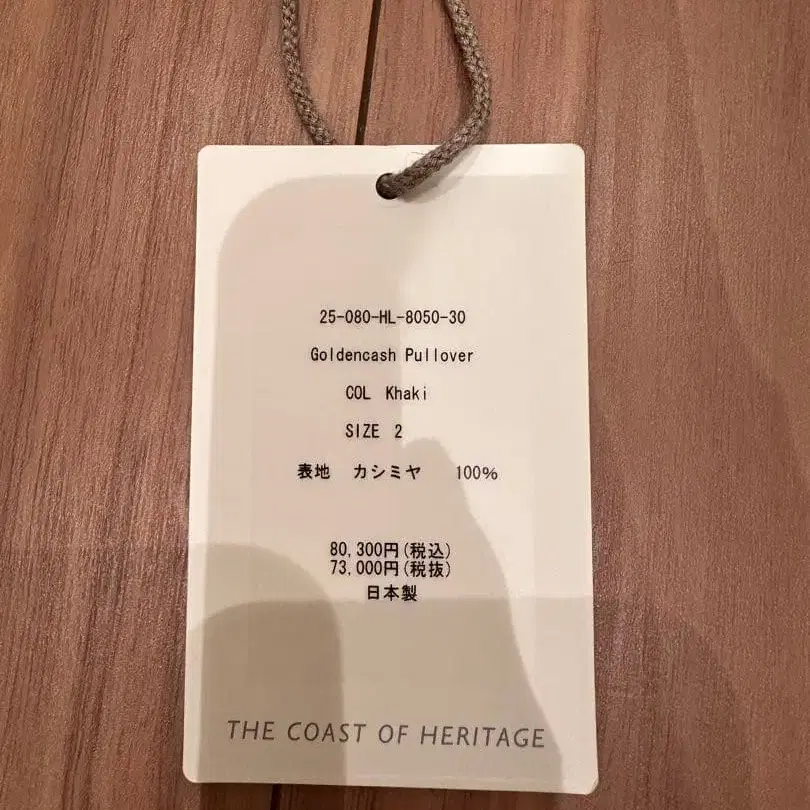 25-080-HL-8050-30
Goldencash Pullover
COL Khaki
SIZE 2
表地 カシミヤ 100%
80,300円(税込)
73,000円(税抜)
日本製
THE COAST OF HERITAGE